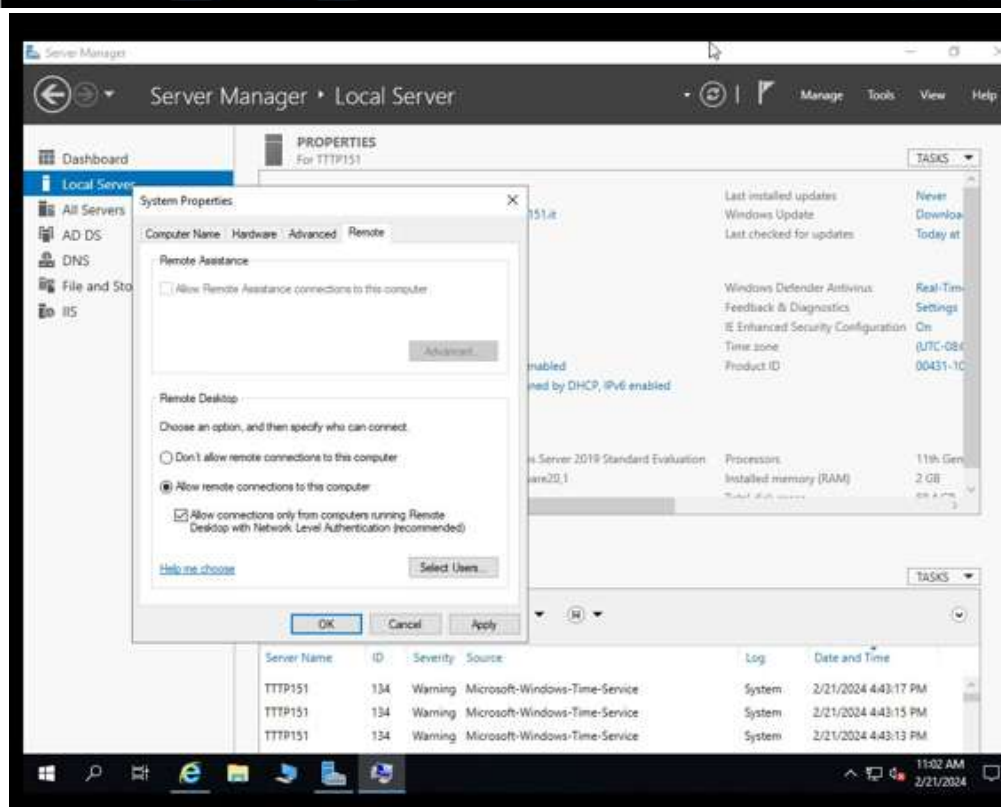 Server Manager
Server Manager • Local Server
Manage Tools View Help
Dashboard
Local Server
All Servers
AD DS
DNS
File and Sto
IIS
PROPERTIES
For TTTP151
TASKS
System Properties
Computer Name Hardware Advanced Remote
Remote Assistance
Allow Remote Assistance connections to this computer
Advanced...
Remote Desktop
Choose an option, and then specify who can connect.
Don't allow remote connections to this computer
Allow remote connections to this computer
Allow connections only from computers running Remote
Desktop with Network Level Authentication (recommended)
Help me choose
Select Users...
OK Cancel Apply
151.it
nabled
ned by DHCP, IPv6 enabled
s Server 2019 Standard Evaluation
ware20,1
Last installed updates Never
Windows Update Downloa
Last checked for updates Today at
Windows Defender Antivirus Real-Time
Feedback & Diagnostics Settings
IE Enhanced Security Configuration On
Time zone (UTC-08:
Product ID 00431-10
Processors 11th Gen
Installed memory (RAM) 2 GB
TASKS
Server Name ID Severity Source Log Date and Time
TTTP151 134 Warning Microsoft-Windows-Time-Service System 2/21/2024 4:43:17 PM
TTTP151 134 Warning Microsoft-Windows-Time-Service System 2/21/2024 4:43:15 PM
TTTP151 134 Warning Microsoft-Windows-Time-Service System 2/21/2024 4:43:13 PM
11:02 AM
2/21/2024